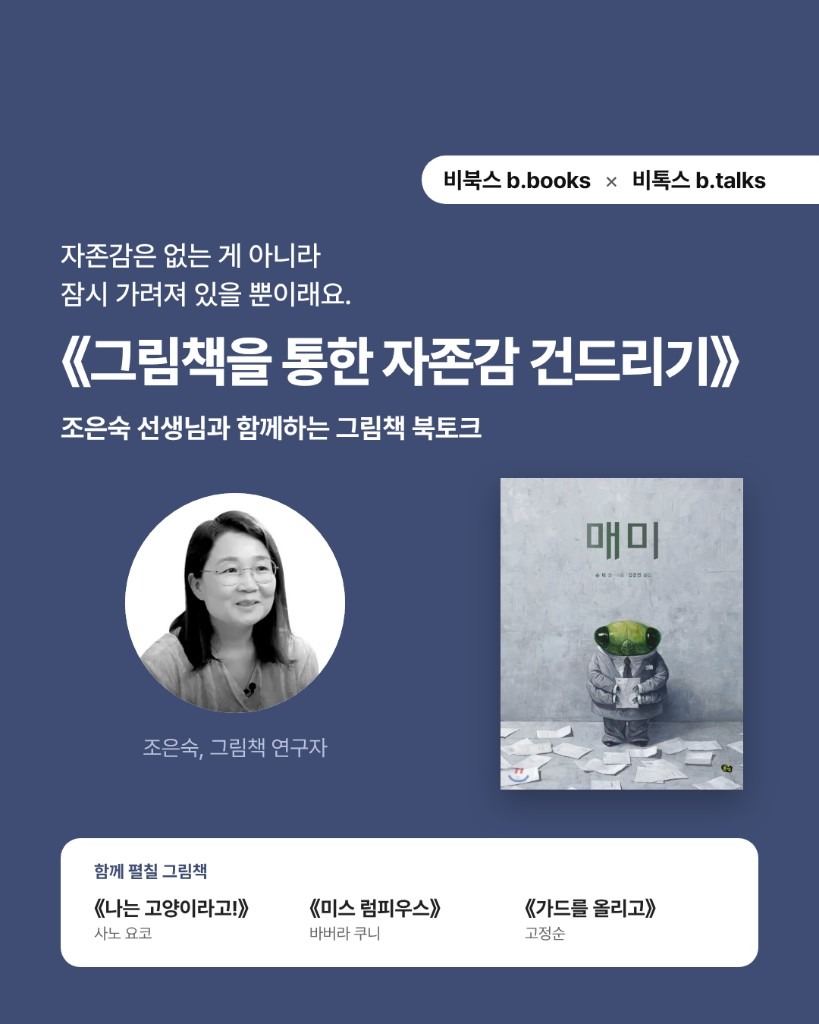 비북스 b.books × 비톡스 b.talks
자존감은 없는 게 아니라
잠시 가려져 있을 뿐이래요.
《그림책을 통한 자존감 건드리기》
조은숙 선생님과 함께하는 그림책 북토크
매미
조은숙, 그림책 연구자
함께 펼칠 그림책
《나는 고양이라고!》 《미스 럼피우스》 《가드를 올리고》
사노 요코 바버라 쿠니 고정순